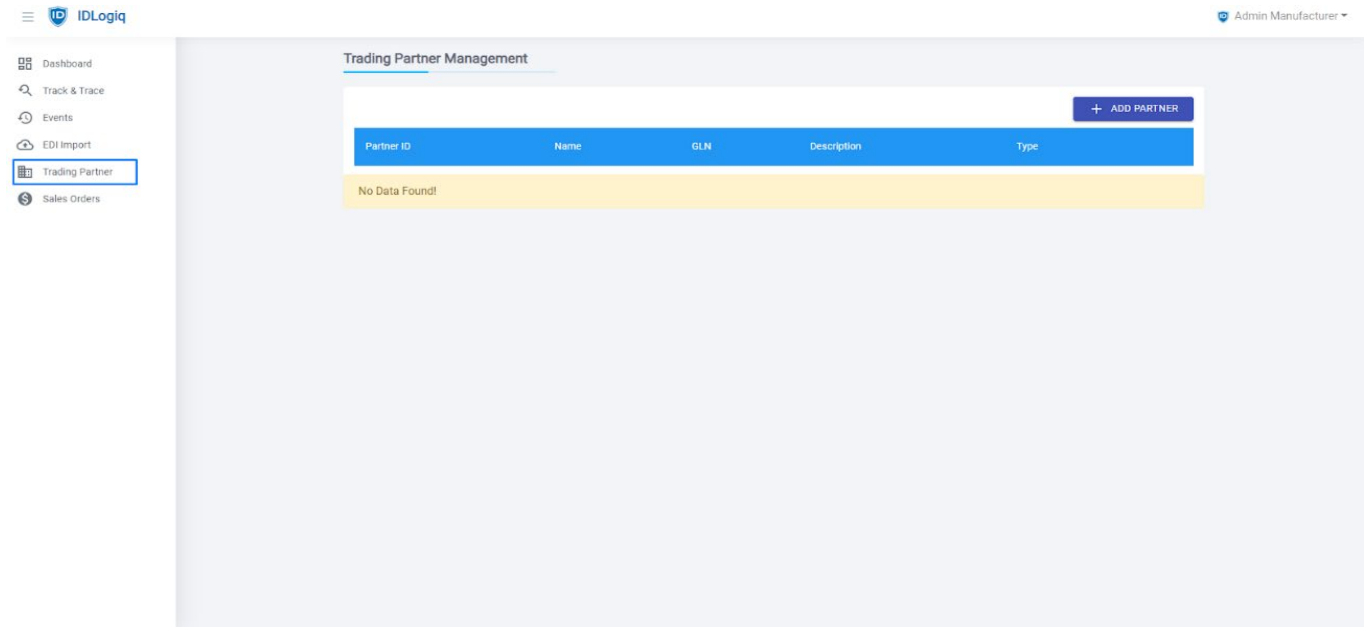 ID IDLogiq
Admin Manufacturer
Dashboard
Track & Trace
Events
EDI Import
Trading Partner
Sales Orders
Trading Partner Management
+ ADD PARTNER
Partner ID Name GLN Description Type
No Data Found!